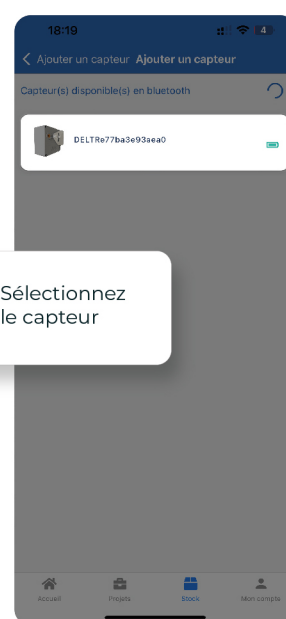 18:19
4
Ajouter un capteur Ajouter un capteur
Capteur(s) disponible(s) en bluetooth
DELTRe77ba3e93aea0
Sélectionnez
le capteur
Accueil Projets Stock Mon compte